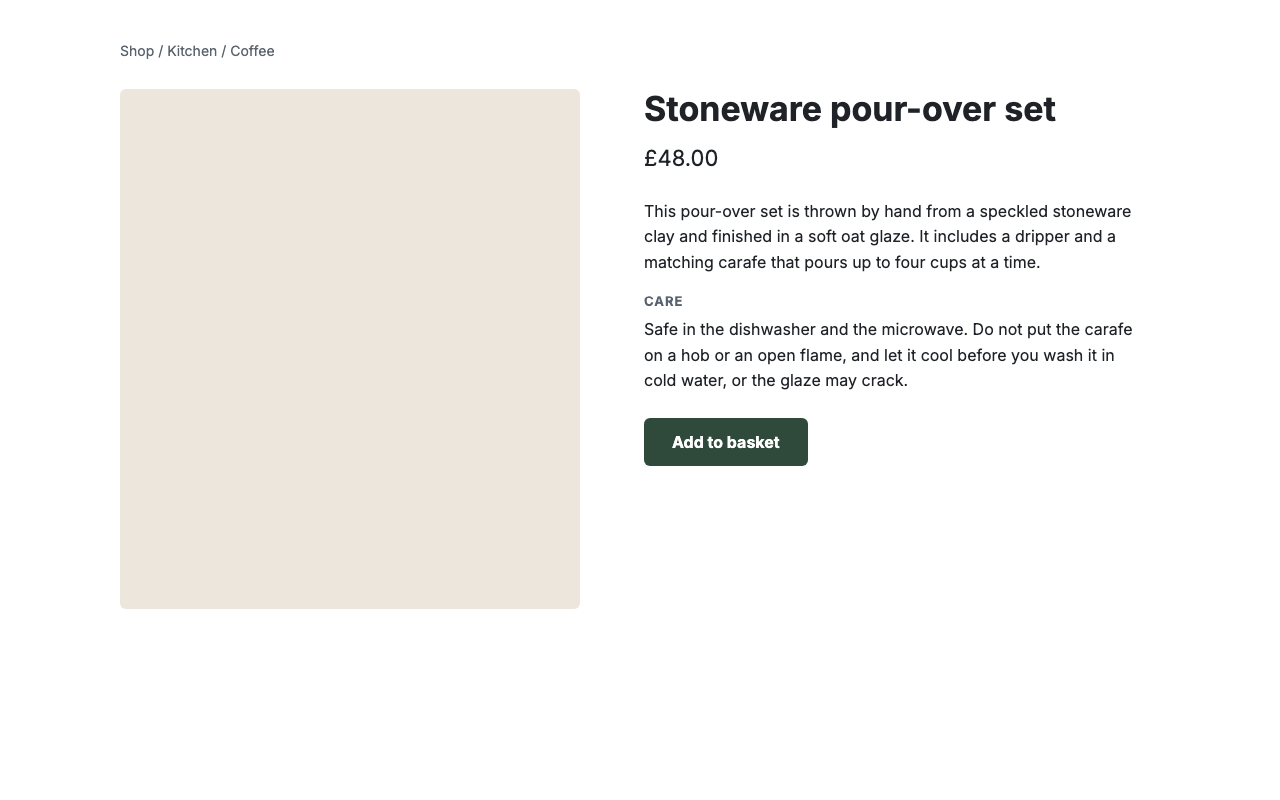 Shop / Kitchen / Coffee
Stoneware pour-over set
£48.00
This pour-over set is thrown by hand from a speckled stoneware
clay and finished in a soft oat glaze. It includes a dripper and a
matching carafe that pours up to four cups at a time.
CARE
Safe in the dishwasher and the microwave. Do not put the carafe
on a hob or an open flame, and let it cool before you wash it in
cold water, or the glaze may crack.
Add to basket